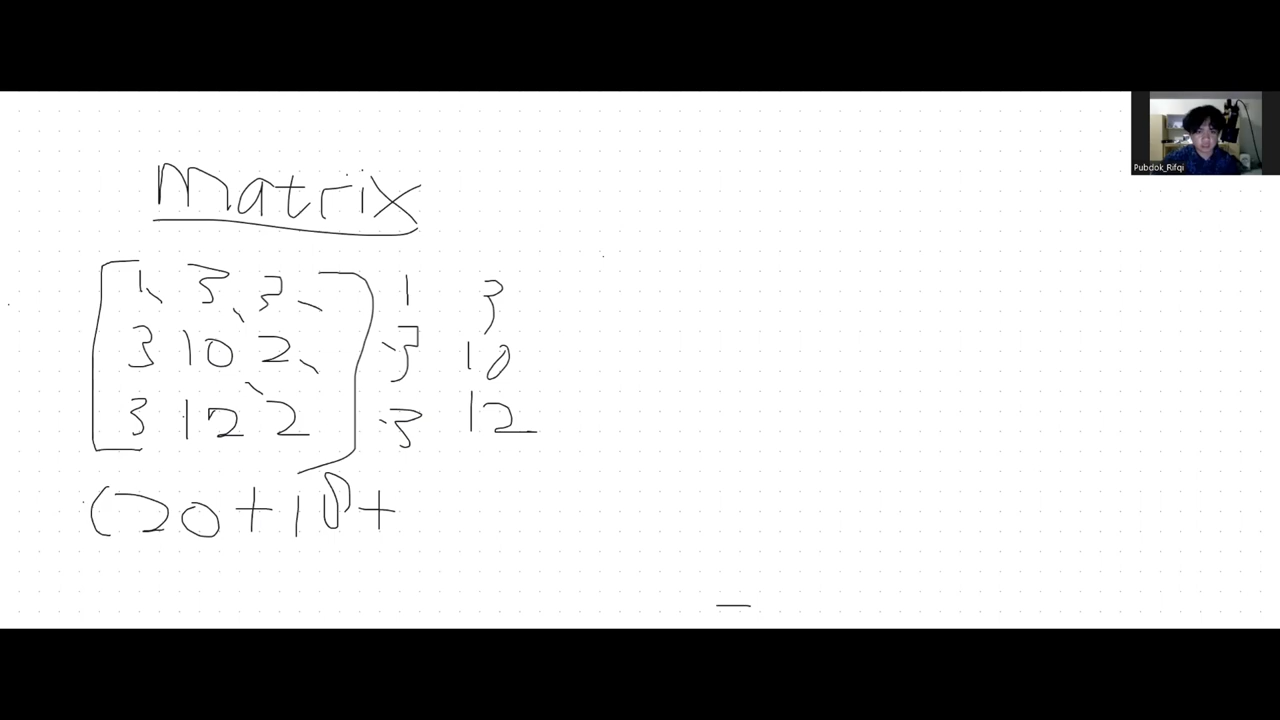 Matrix
1 3 3 1 3
3 10 2 3 10
3 12 2 3 12
(20+18+
Pubdok_Rifqi